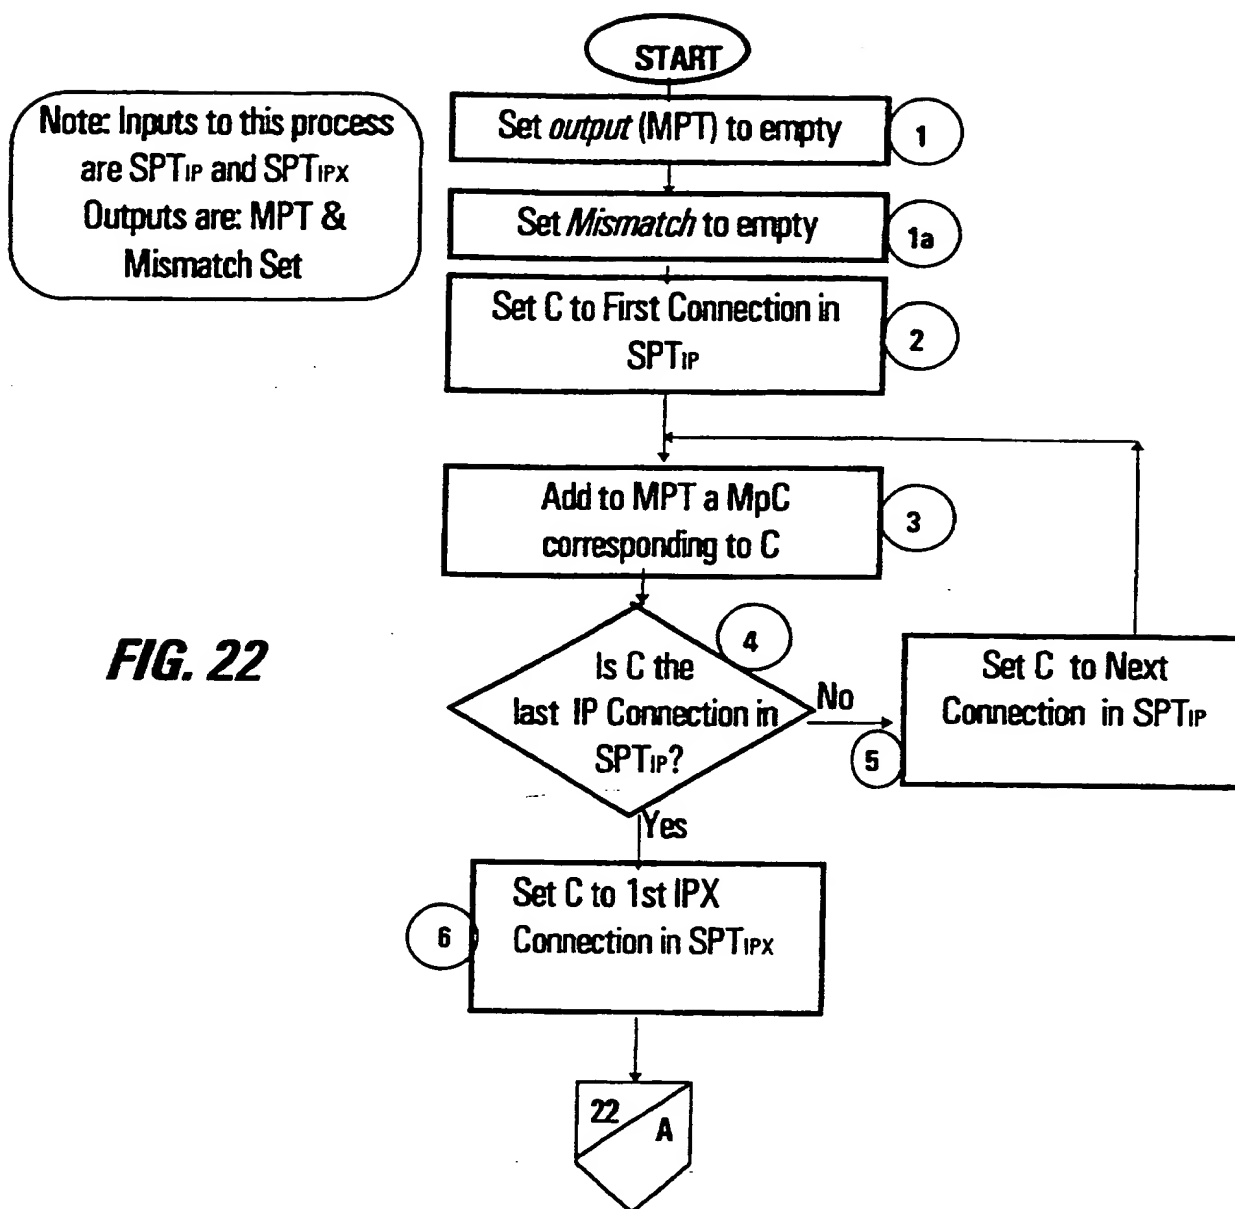 START
Note: Inputs to this process
are SPTIP and SPTIPX
Outputs are: MPT &
Mismatch Set
Set output (MPT) to empty
1
Set Mismatch to empty
1a
Set C to First Connection in
SPTIP
2
Add to MPT a MpC
corresponding to C
3
FIG. 22
4
Is C the
last IP Connection in
SPTIP?
No
Set C to Next
Connection in SPTIP
5
Yes
Set C to 1st IPX
Connection in SPTIPX
6
22
A